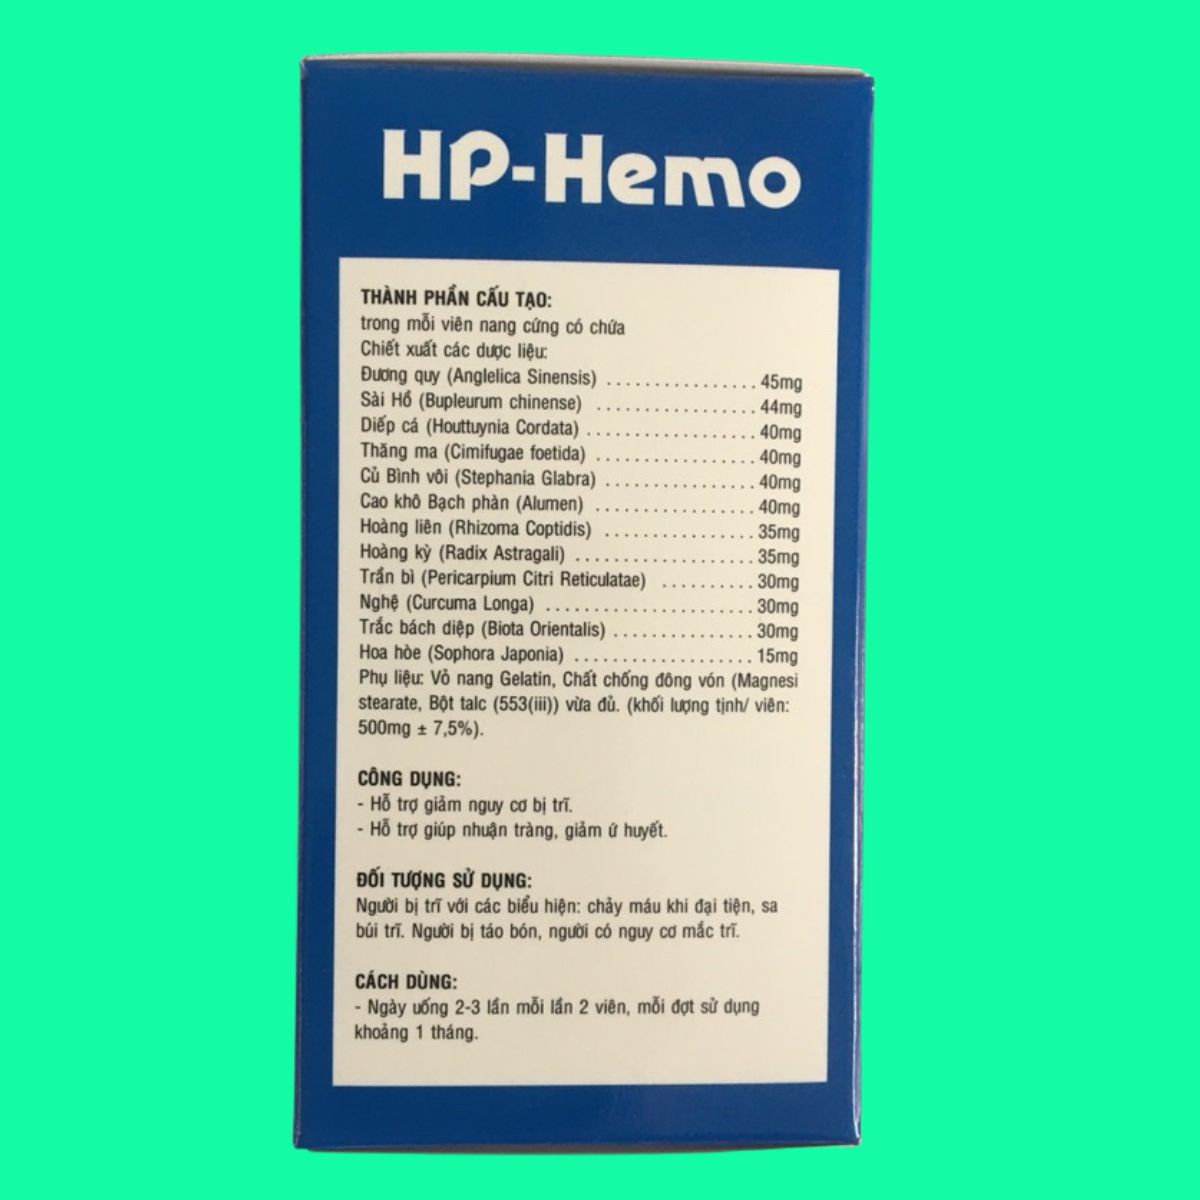 HP-Hemo
THÀNH PHẦN CẤU TẠO:
trong mỗi viên nang cứng có chứa
Chiết xuất các dược liệu:
Đương quy (Anglelica Sinensis) ................ 45mg
Sài Hồ (Bupleurum chinense) ................ 44mg
Diếp cá (Houttuynia Cordata) ................. 40mg
Thăng ma (Cimifugae foetida) ................ 40mg
Củ Bình vôi (Stephania Glabra) ............... 40mg
Cao khô Bạch phàn (Alumen) ................ 40mg
Hoàng liên (Rhizoma Coptidis) ............... 35mg
Hoàng kỳ (Radix Astragali) .................. 35mg
Trần bì (Pericarpium Citri Reticulatae) ......... 30mg
Nghệ (Curcuma Longa) ..................... 30mg
Trắc bách diệp (Biota Orientalis) .............. 30mg
Hoa hòe (Sophora Japonia) .................. 15mg
Phụ liệu: Vỏ nang Gelatin, Chất chống đông vón (Magnesi
stearate, Bột talc (553(iii)) vừa đủ. (khối lượng tịnh/ viên:
500mg ± 7,5%).
CÔNG DỤNG:
- Hỗ trợ giảm nguy cơ bị trĩ.
- Hỗ trợ giúp nhuận tràng, giảm ứ huyết.
ĐỐI TƯỢNG SỬ DỤNG:
Người bị trĩ với các biểu hiện: chảy máu khi đại tiện, sa
búi trĩ. Người bị táo bón, người có nguy cơ mắc trĩ.
CÁCH DÙNG:
- Ngày uống 2-3 lần mỗi lần 2 viên, mỗi đợt sử dụng
khoảng 1 tháng.